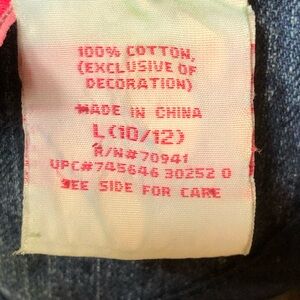 100% COTTON,
(EXCLUSIVE OF
DECORATION)
MADE IN CHINA
L(10/12)
R/N#70941
UPC#745646 30252 0
SEE SIDE FOR CARE